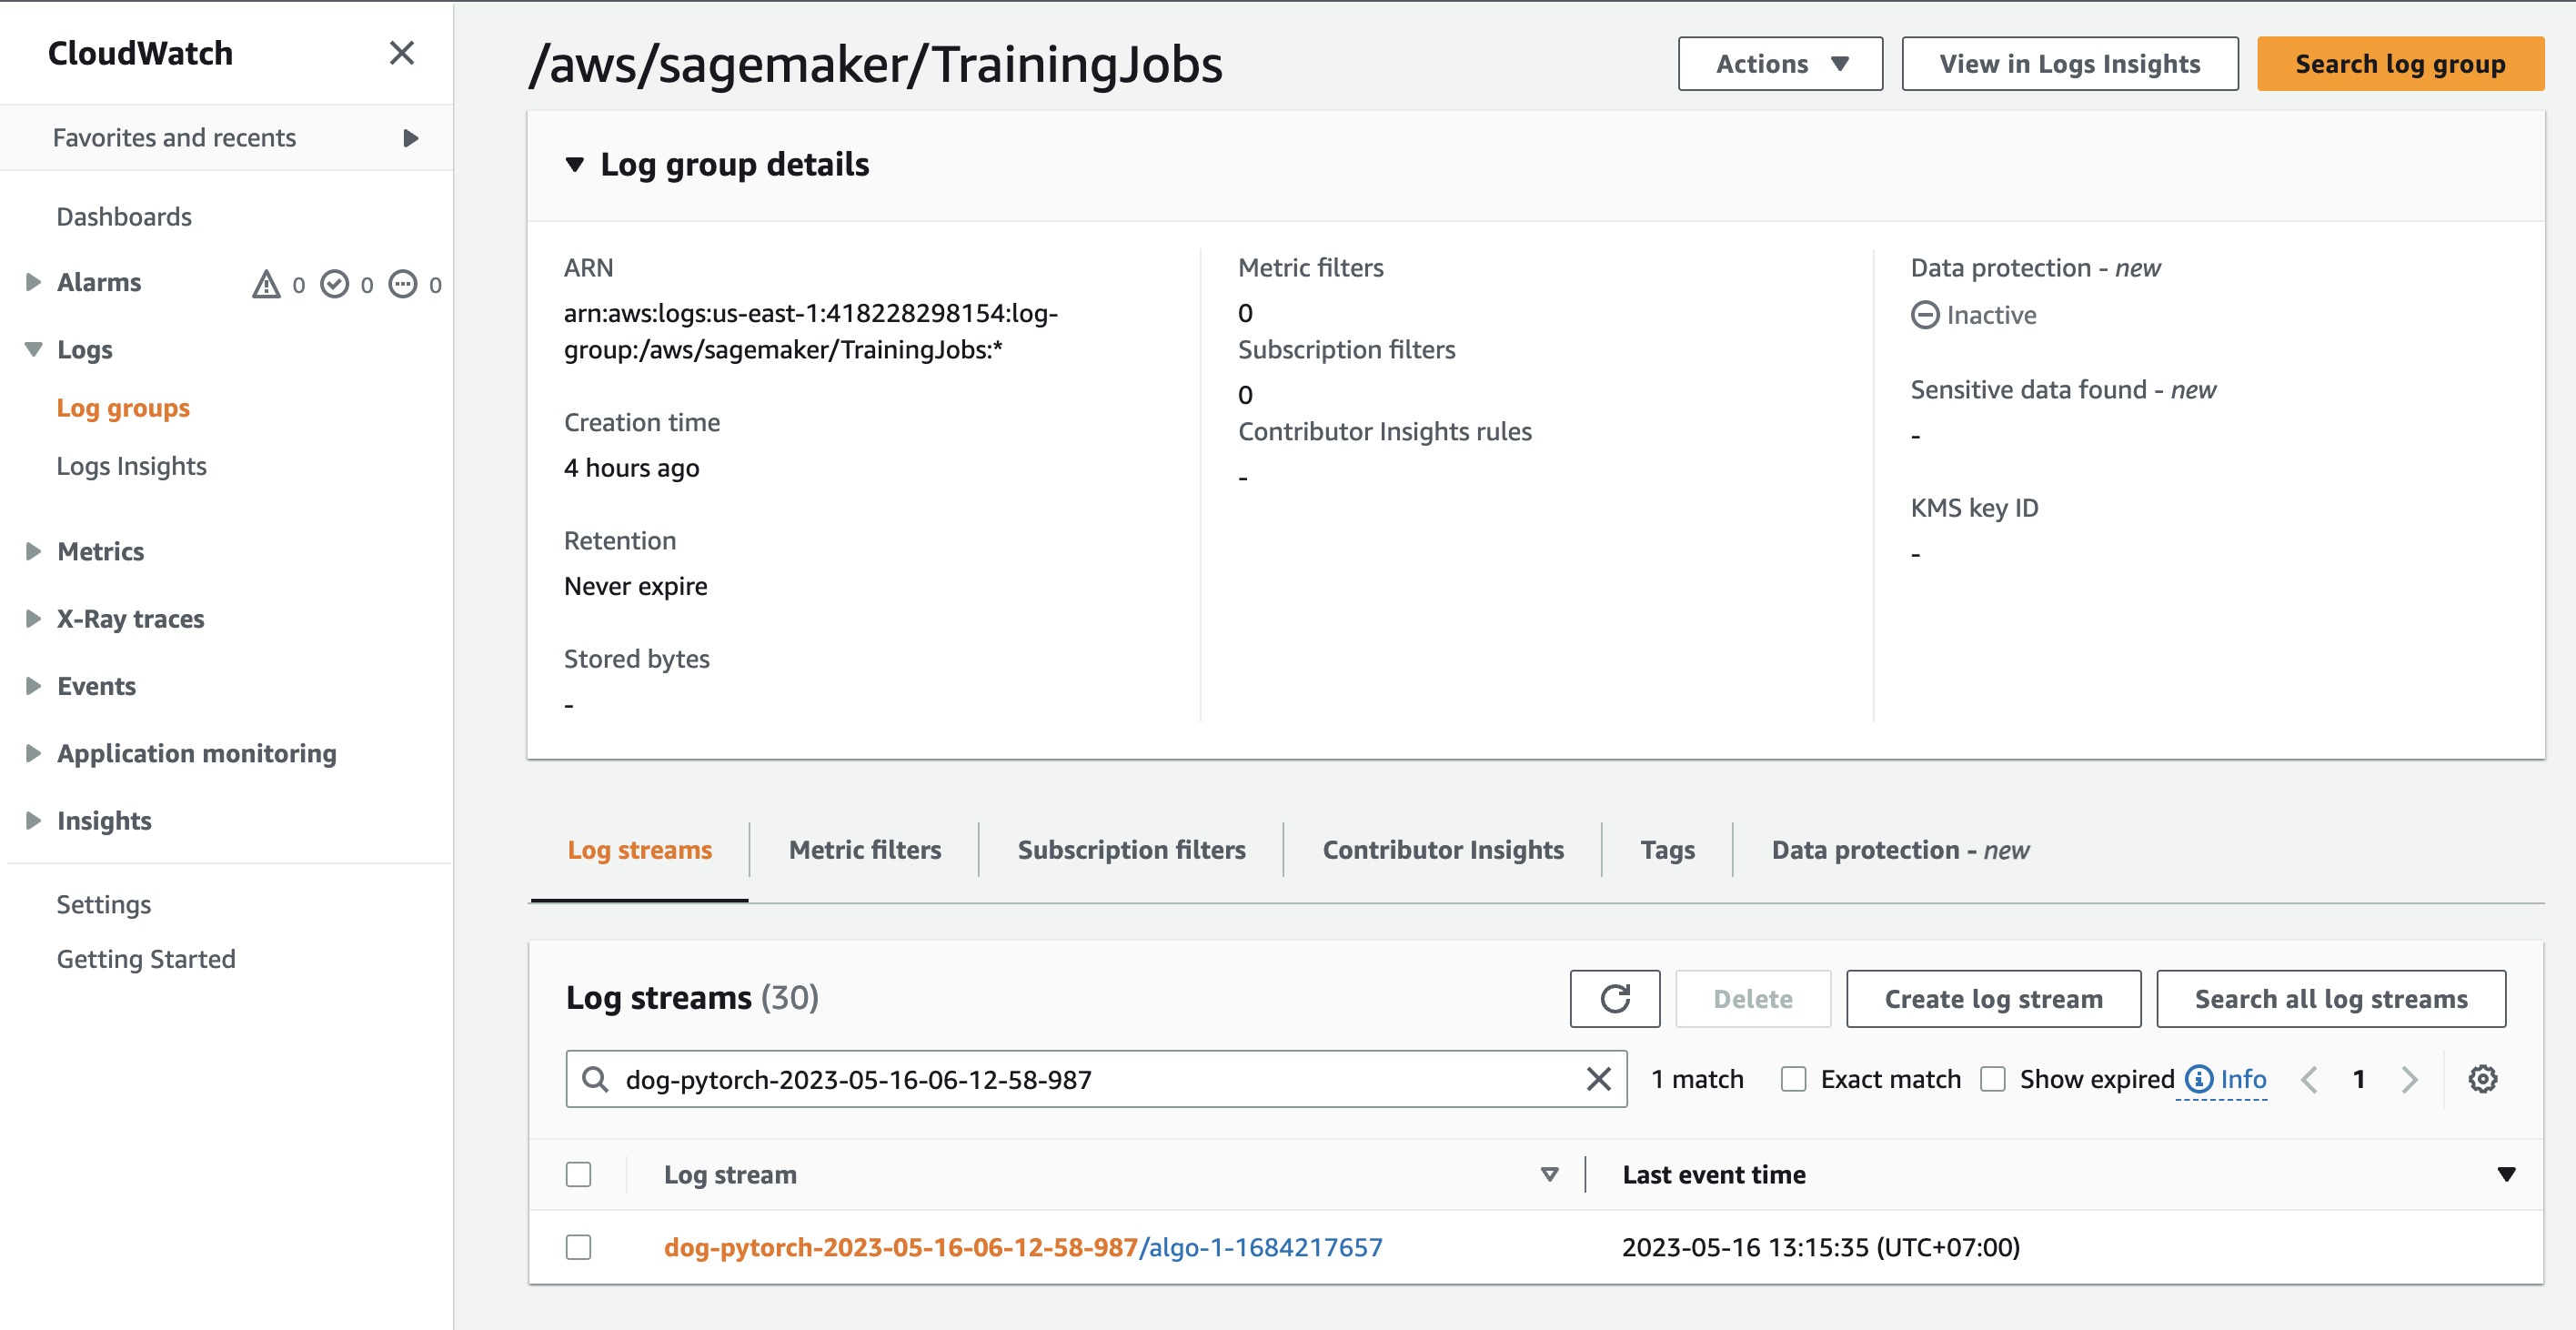 CloudWatch
Favorites and recents
Dashboards
Alarms 0 0 0
Logs
Log groups
Logs Insights
Metrics
X-Ray traces
Events
Application monitoring
Insights
Settings
Getting Started
/aws/sagemaker/TrainingJobs
Actions
View in Logs Insights
Search log group
Log group details
ARN
arn:aws:logs:us-east-1:418228298154:log-
group:/aws/sagemaker/TrainingJobs:*
Creation time
4 hours ago
Retention
Never expire
Stored bytes
-
Metric filters
0
Subscription filters
0
Contributor Insights rules
-
Data protection - new
Inactive
Sensitive data found - new
-
KMS key ID
-
Log streams
Metric filters
Subscription filters
Contributor Insights
Tags
Data protection - new
Log streams (30)
Delete
Create log stream
Search all log streams
dog-pytorch-2023-05-16-06-12-58-987
1 match
Exact match
Show expired
Info
1
Log stream
Last event time
dog-pytorch-2023-05-16-06-12-58-987/algo-1-1684217657
2023-05-16 13:15:35 (UTC+07:00)